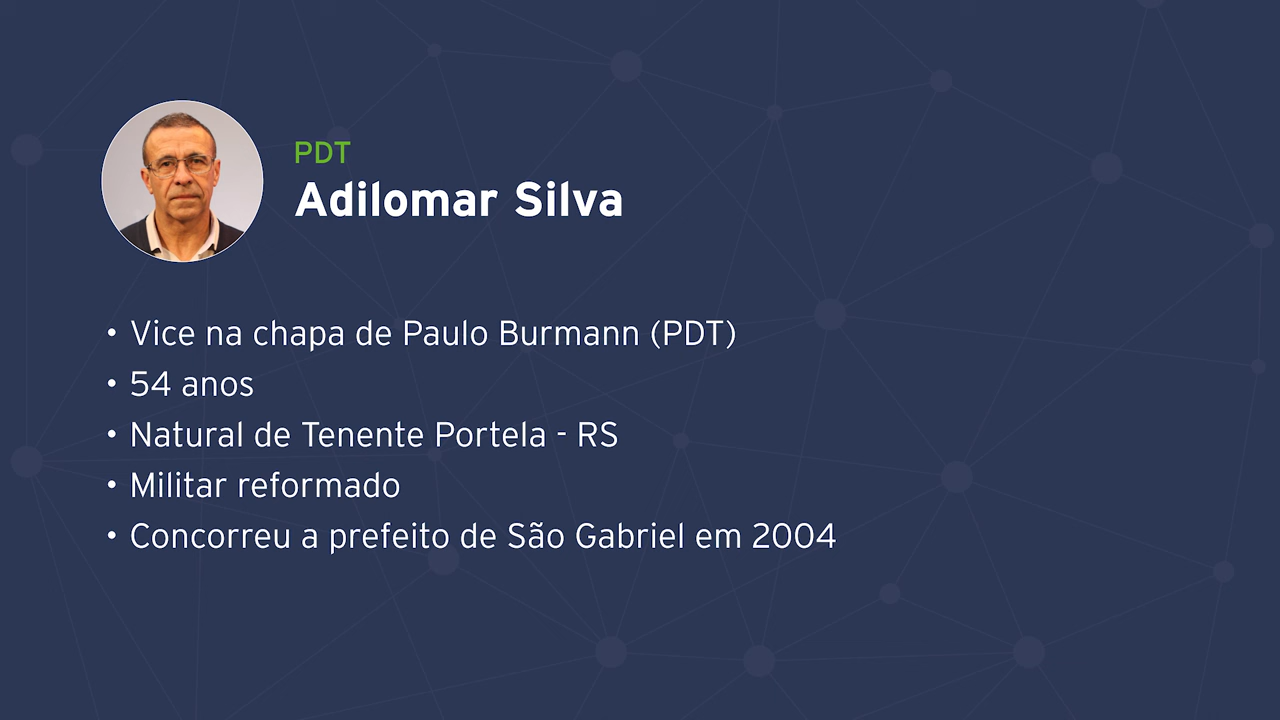 PDT
Adilomar Silva
• Vice na chapa de Paulo Burmann (PDT)
• 54 anos
• Natural de Tenente Portela - RS
• Militar reformado
• Concorreu a prefeito de São Gabriel em 2004